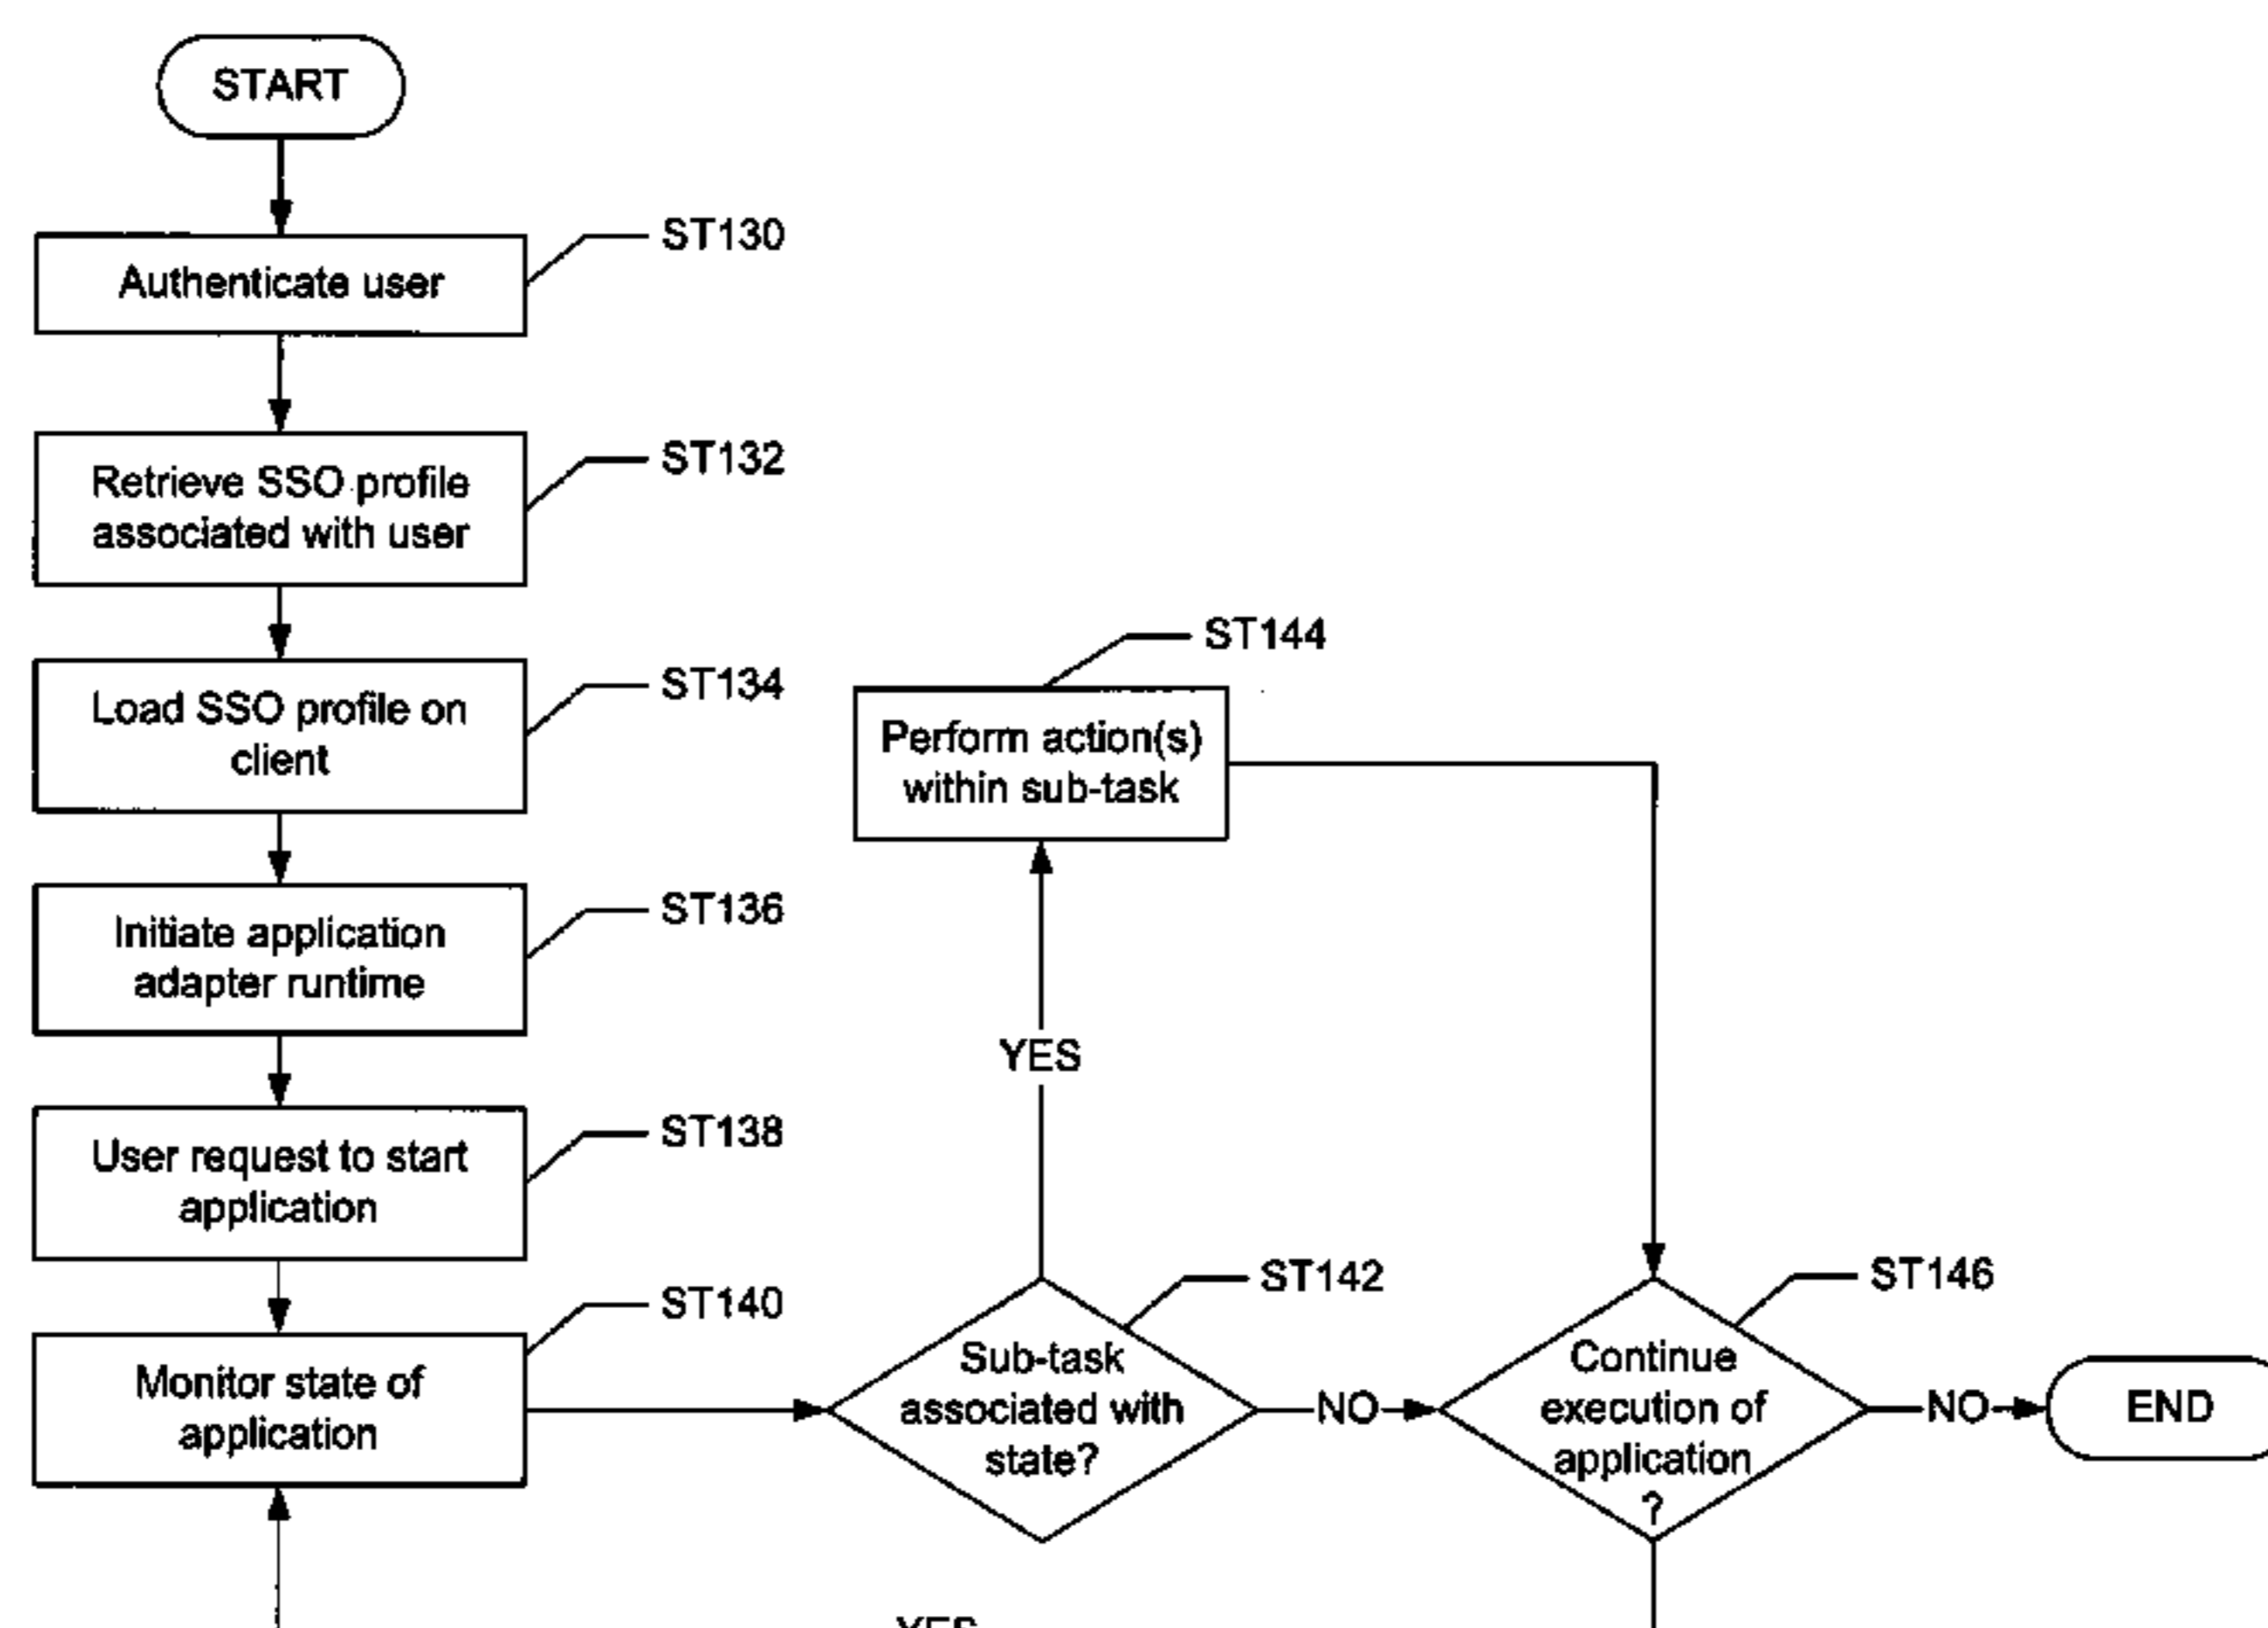 START
ST130
Authenticate user
ST132
Retrieve SSO profile
associated with user
ST134
Load SSO profile on
client
ST136
Initiate application
adapter runtime
ST138
User request to start
application
ST140
Monitor state of
application
ST144
Perform action(s)
within sub-task
YES
ST142
Sub-task
associated with
state?
NO
ST146
Continue
execution of
application
?
NO
END
YES